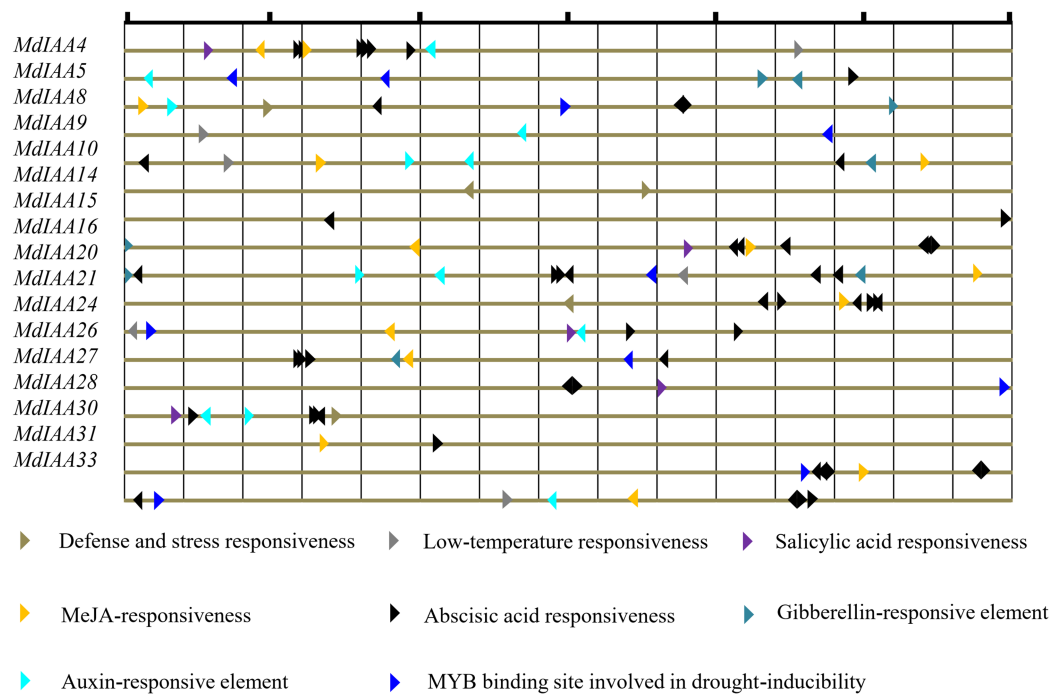 MdIAA4
MdIAA5
MdIAA8
MdIAA9
MdIAA10
MdIAA14
MdIAA15
MdIAA16
MdIAA20
MdIAA21
MdIAA24
MdIAA26
MdIAA27
MdIAA28
MdIAA30
MdIAA31
MdIAA33
Defense and stress responsiveness
Low-temperature responsiveness
Salicylic acid responsiveness
MeJA-responsiveness
Abscisic acid responsiveness
Gibberellin-responsive element
Auxin-responsive element
MYB binding site involved in drought-inducibility